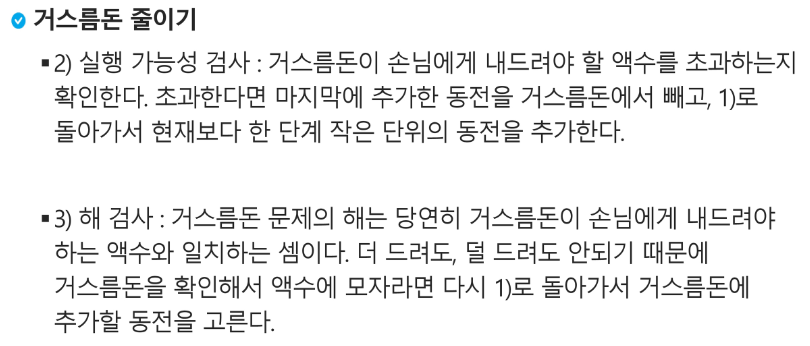 거스름돈 줄이기
▪2) 실행 가능성 검사 : 거스름돈이 손님에게 내드려야 할 액수를 초과하는지
확인한다. 초과한다면 마지막에 추가한 동전을 거스름돈에서 빼고, 1)로
돌아가서 현재보다 한 단계 작은 단위의 동전을 추가한다.
▪3) 해 검사 : 거스름돈 문제의 해는 당연히 거스름돈이 손님에게 내드려야
하는 액수와 일치하는 셈이다. 더 드려도, 덜 드려도 안되기 때문에
거스름돈을 확인해서 액수에 모자라면 다시 1)로 돌아가서 거스름돈에
추가할 동전을 고른다.